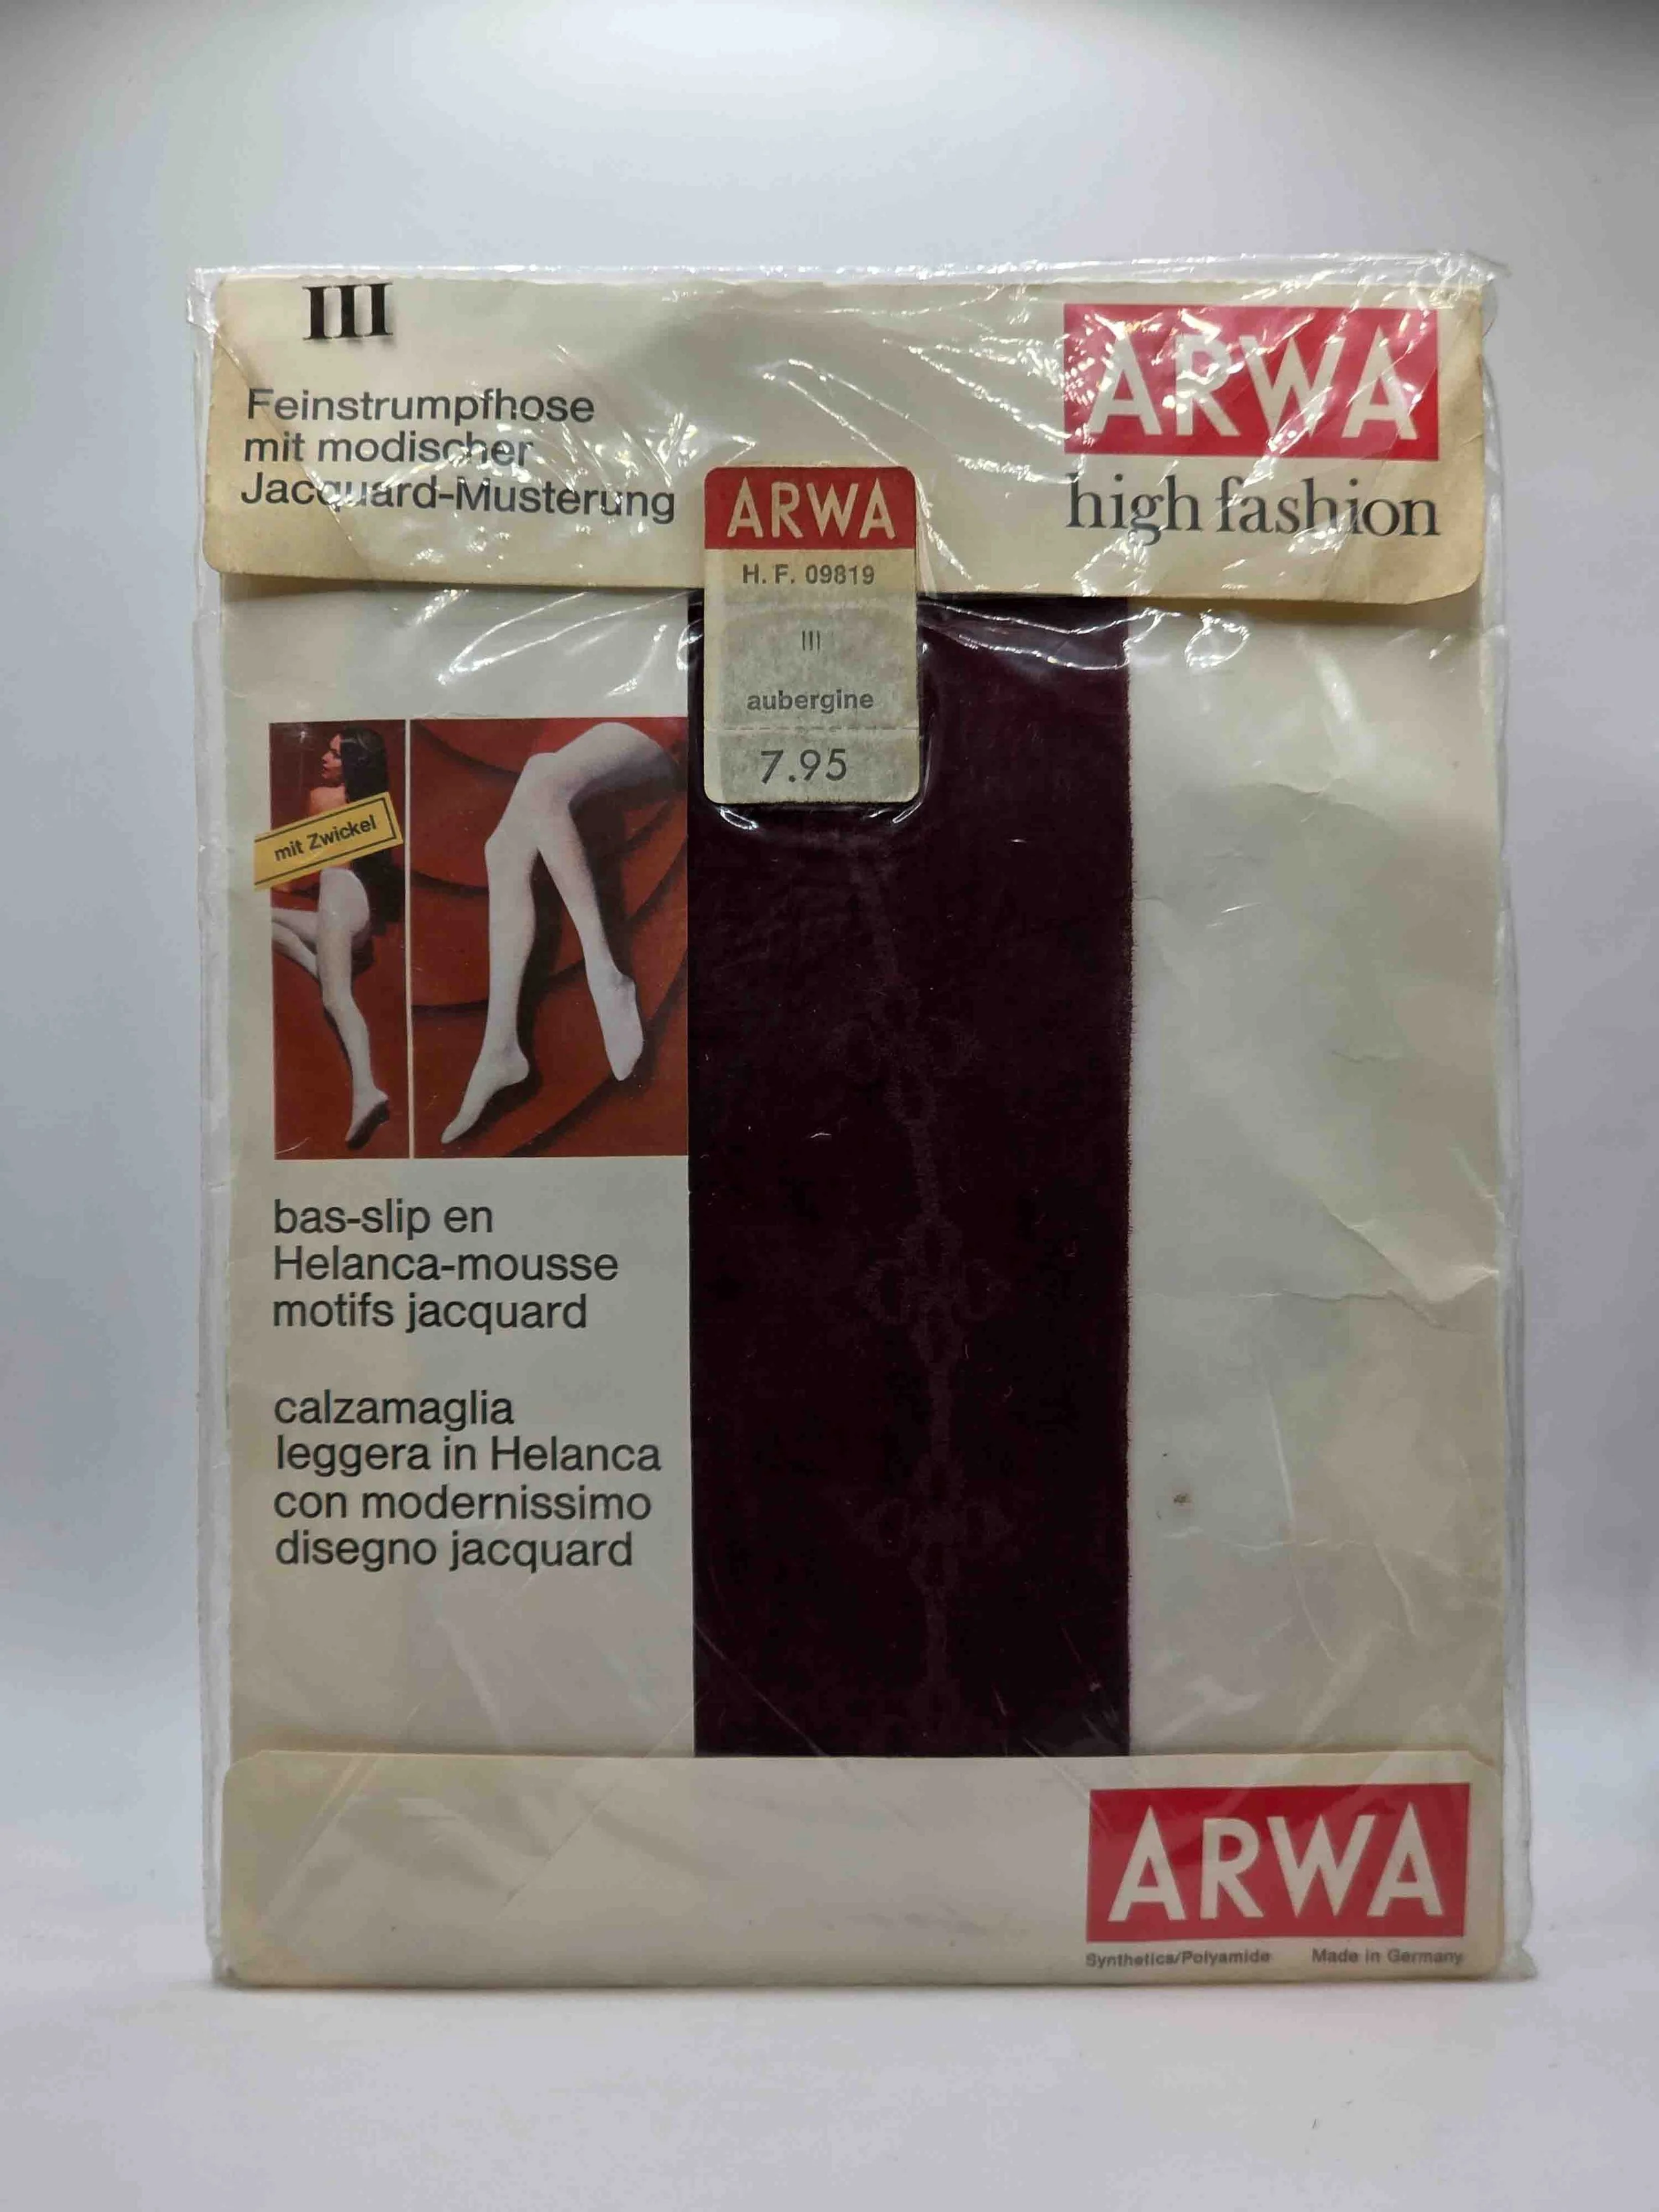 III
Feinstrumpfhose
mit modischer
Jacquard-Musterung
ARWA
high fashion
ARWA
H. F. 09819
III
aubergine
7.95
mit Zwickel
bas-slip en
Helanca-mousse
motifs jacquard
calzamaglia
leggera in Helanca
con modernissimo
disegno jacquard
ARWA
Synthetics/Polyamide Made in Germany